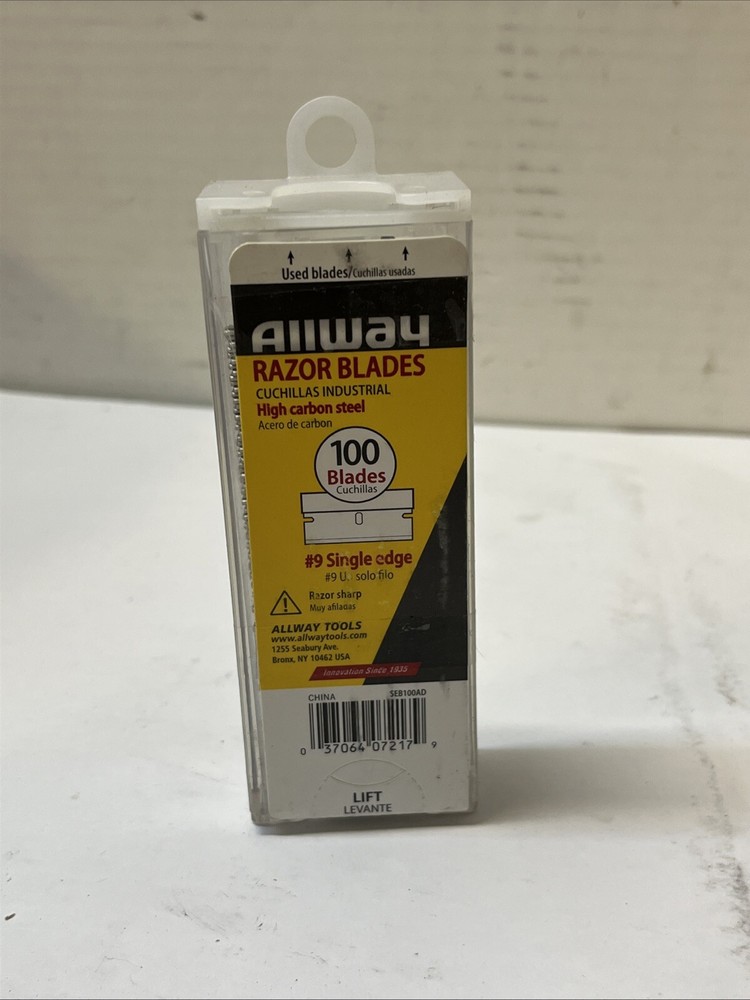 Used blades/Cuchillas usadas
Allway
RAZOR BLADES
CUCHILLAS INDUSTRIAL
High carbon steel
Acero de carbon
100
Blades
Cuchillas
#9 Single edge
#9 U solo filo
Razor sharp
Muy afiladas
ALLWAY TOOLS
www.allwaytools.com
1255 Seabury Ave.
Bronx, NY 10462 USA
Innovation Since 1935
CHINA SEB100AD
0 37064 07217 9
LIFT
LEVANTE